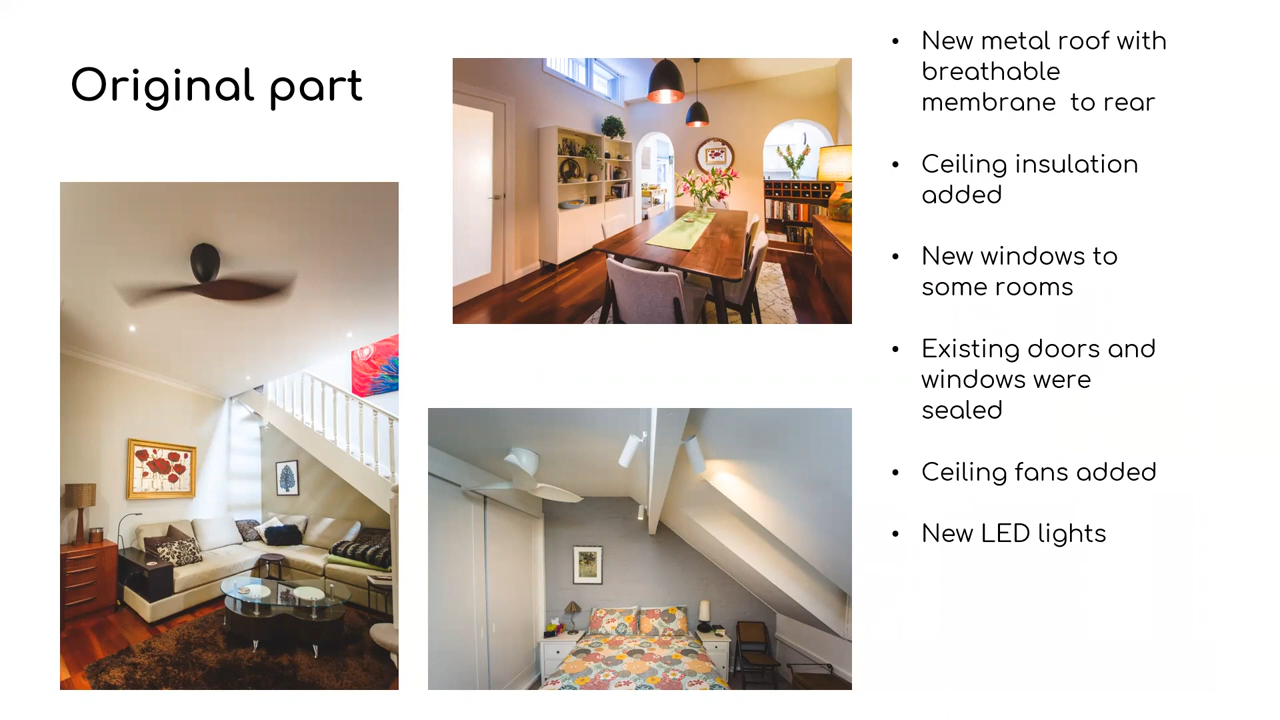 Original part
• New metal roof with
breathable
membrane  to rear
• Ceiling insulation
added
• New windows to
some rooms
• Existing doors and
windows were
sealed
• Ceiling fans added
• New LED lights